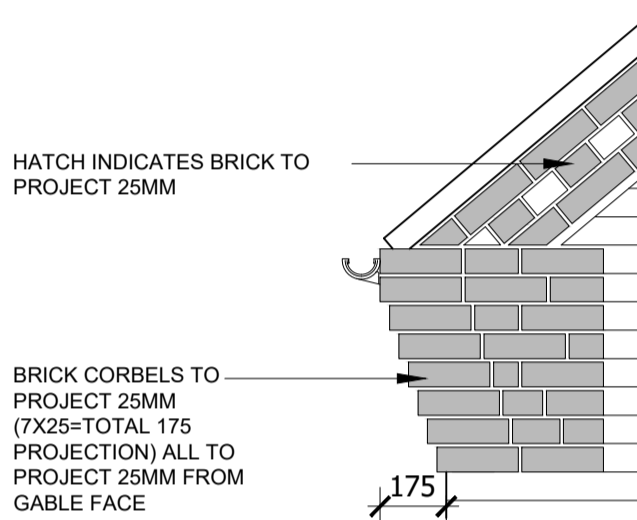 HATCH INDICATES BRICK TO
PROJECT 25MM
BRICK CORBELS TO
PROJECT 25MM
(7X25=TOTAL 175
PROJECTION) ALL TO
PROJECT 25MM FROM
GABLE FACE
175